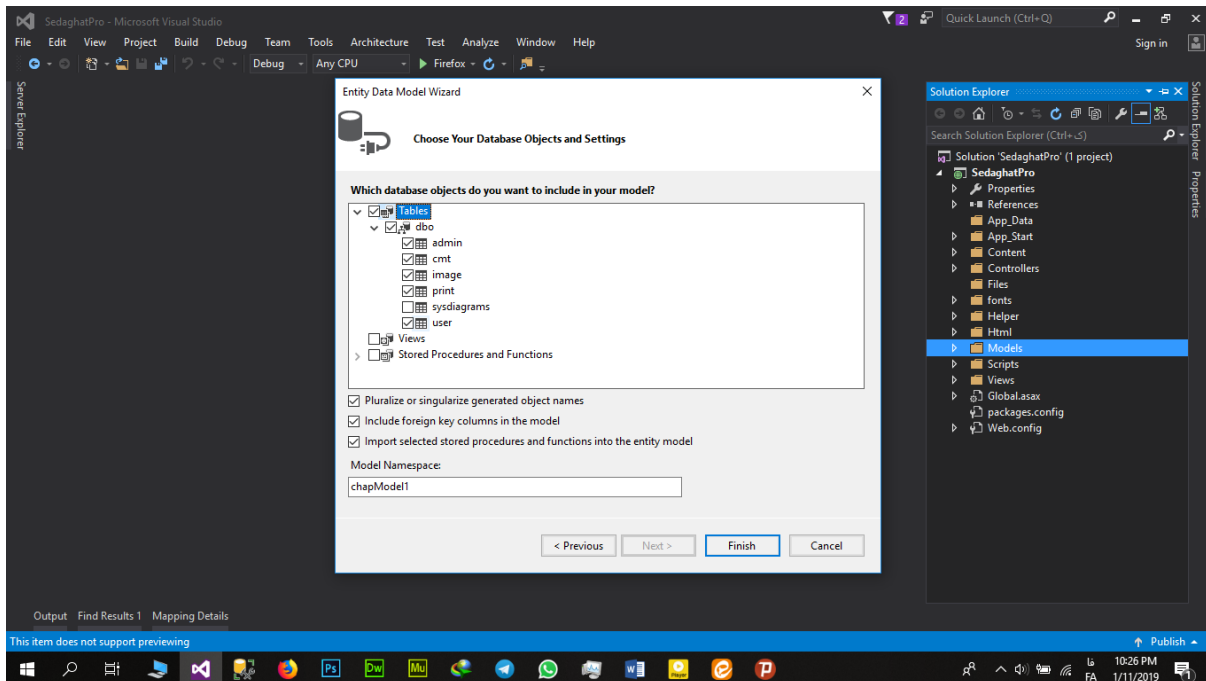 SedaghatPro - Microsoft Visual Studio
2
Quick Launch (Ctrl+Q)
File Edit View Project Build Debug Team Tools Architecture Test Analyze Window Help
Sign in
Debug Any CPU Firefox
Server Explorer
Entity Data Model Wizard
Choose Your Database Objects and Settings
Which database objects do you want to include in your model?
Tables
dbo
admin
cmt
image
print
sysdiagrams
user
Views
Stored Procedures and Functions
Pluralize or singularize generated object names
Include foreign key columns in the model
Import selected stored procedures and functions into the entity model
Model Namespace:
chapModel1
< Previous Next > Finish Cancel
Solution Explorer
Search Solution Explorer (Ctrl+ك)
Solution 'SedaghatPro' (1 project)
SedaghatPro
Properties
References
App_Data
App_Start
Content
Controllers
Files
fonts
Helper
Html
Models
Scripts
Views
Global.asax
packages.config
Web.config
Solution Explorer
Properties
Output Find Results 1 Mapping Details
This item does not support previewing
Publish
Ps Dw Mu
Player
فا
FA
10:26 PM
1/11/2019
1